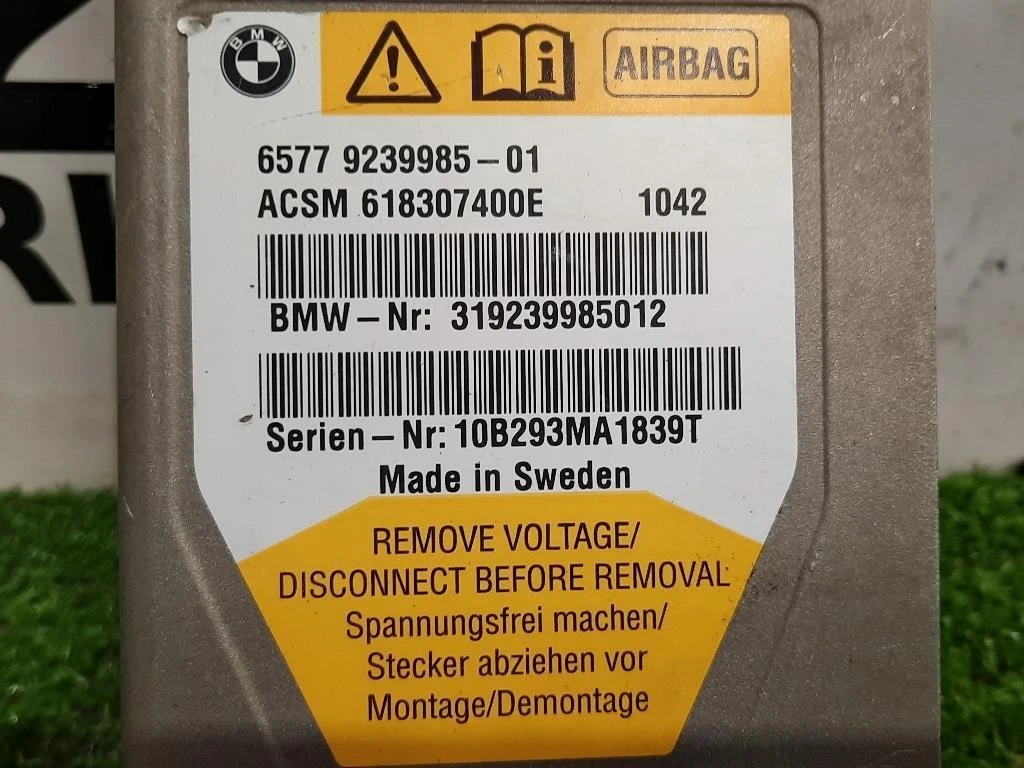 BMW
AIRBAG
6577 9239985-01
ACSM 618307400E 1042
BMW-Nr: 319239985012
Serien-Nr: 10B293MA1839T
Made in Sweden
REMOVE VOLTAGE/
DISCONNECT BEFORE REMOVAL
Spannungsfrei machen/
Stecker abziehen vor
Montage/Demontage